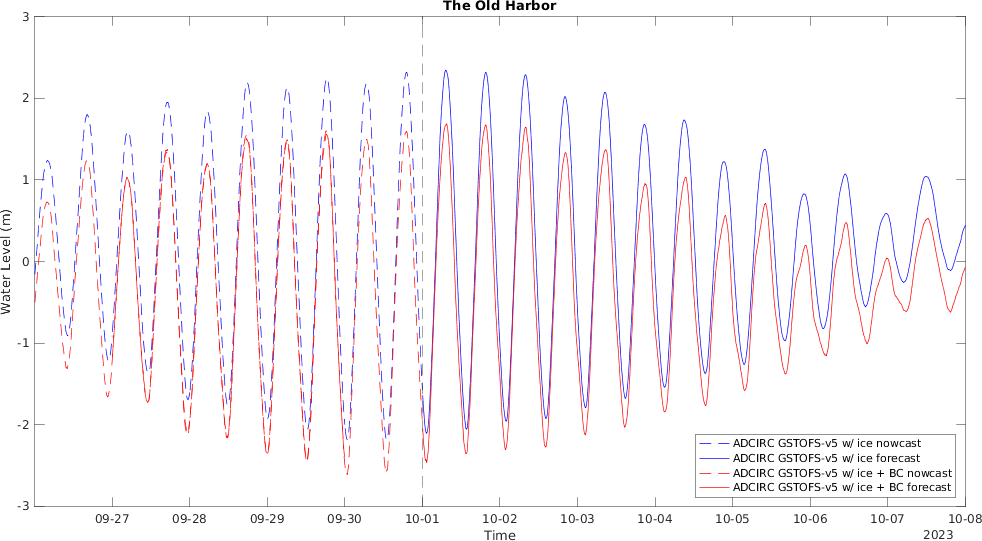 The Old Harbor
3
2
1
0
-1
-2
-3
Water Level (m)
ADCIRC GSTOFS-v5 w/ ice nowcast
ADCIRC GSTOFS-v5 w/ ice forecast
ADCIRC GSTOFS-v5 w/ ice + BC nowcast
ADCIRC GSTOFS-v5 w/ ice + BC forecast
09-27 09-28 09-29 09-30 10-01 10-02 10-03 10-04 10-05 10-06 10-07 10-08
Time
2023